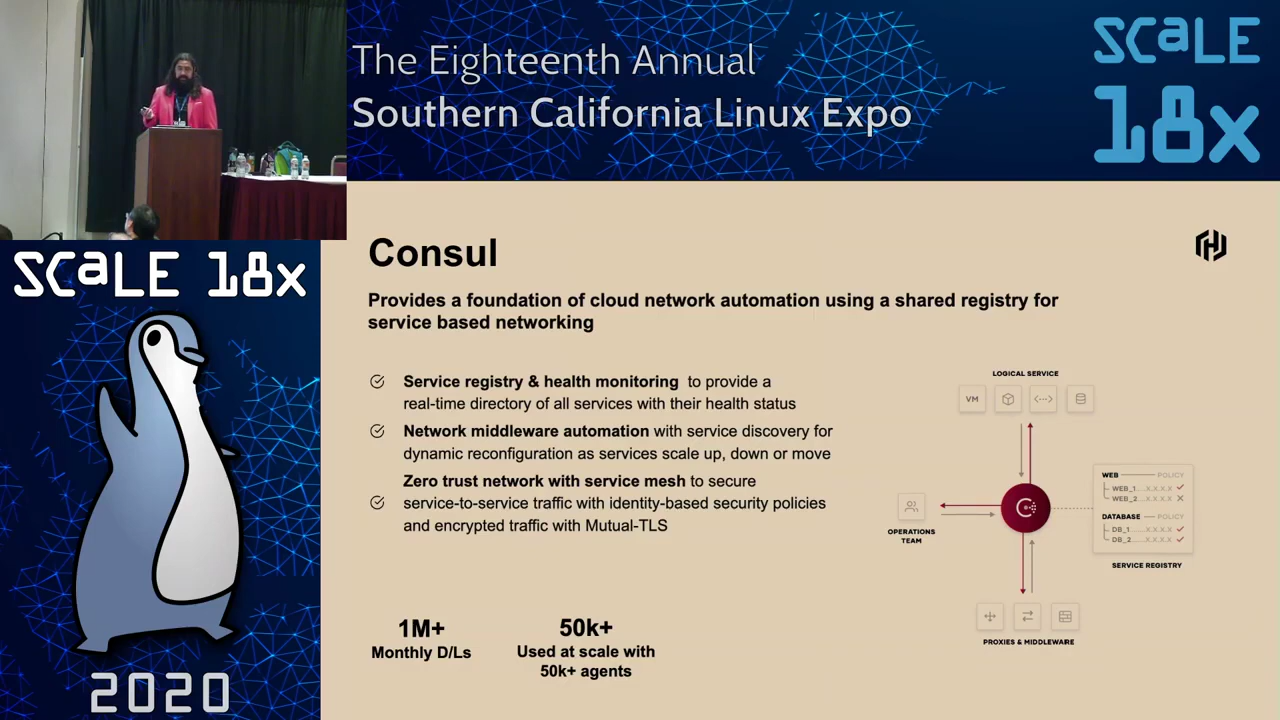 The Eighteenth Annual
Southern California Linux Expo
SCaLE
18x
SCaLE 18x
2020
Consul
Provides a foundation of cloud network automation using a shared registry for
service based networking
Service registry & health monitoring to provide a
real-time directory of all services with their health status
Network middleware automation with service discovery for
dynamic reconfiguration as services scale up, down or move
Zero trust network with service mesh to secure
service-to-service traffic with identity-based security policies
and encrypted traffic with Mutual-TLS
1M+
Monthly D/Ls
50k+
Used at scale with
50k+ agents
LOGICAL SERVICE
VM
OPERATIONS
TEAM
WEB POLICY
WEB_1 X.X.X.X
WEB_2 X.X.X.X
DATABASE POLICY
DB_1 X.X.X.X
DB_2 X.X.X.X
SERVICE REGISTRY
PROXIES & MIDDLEWARE